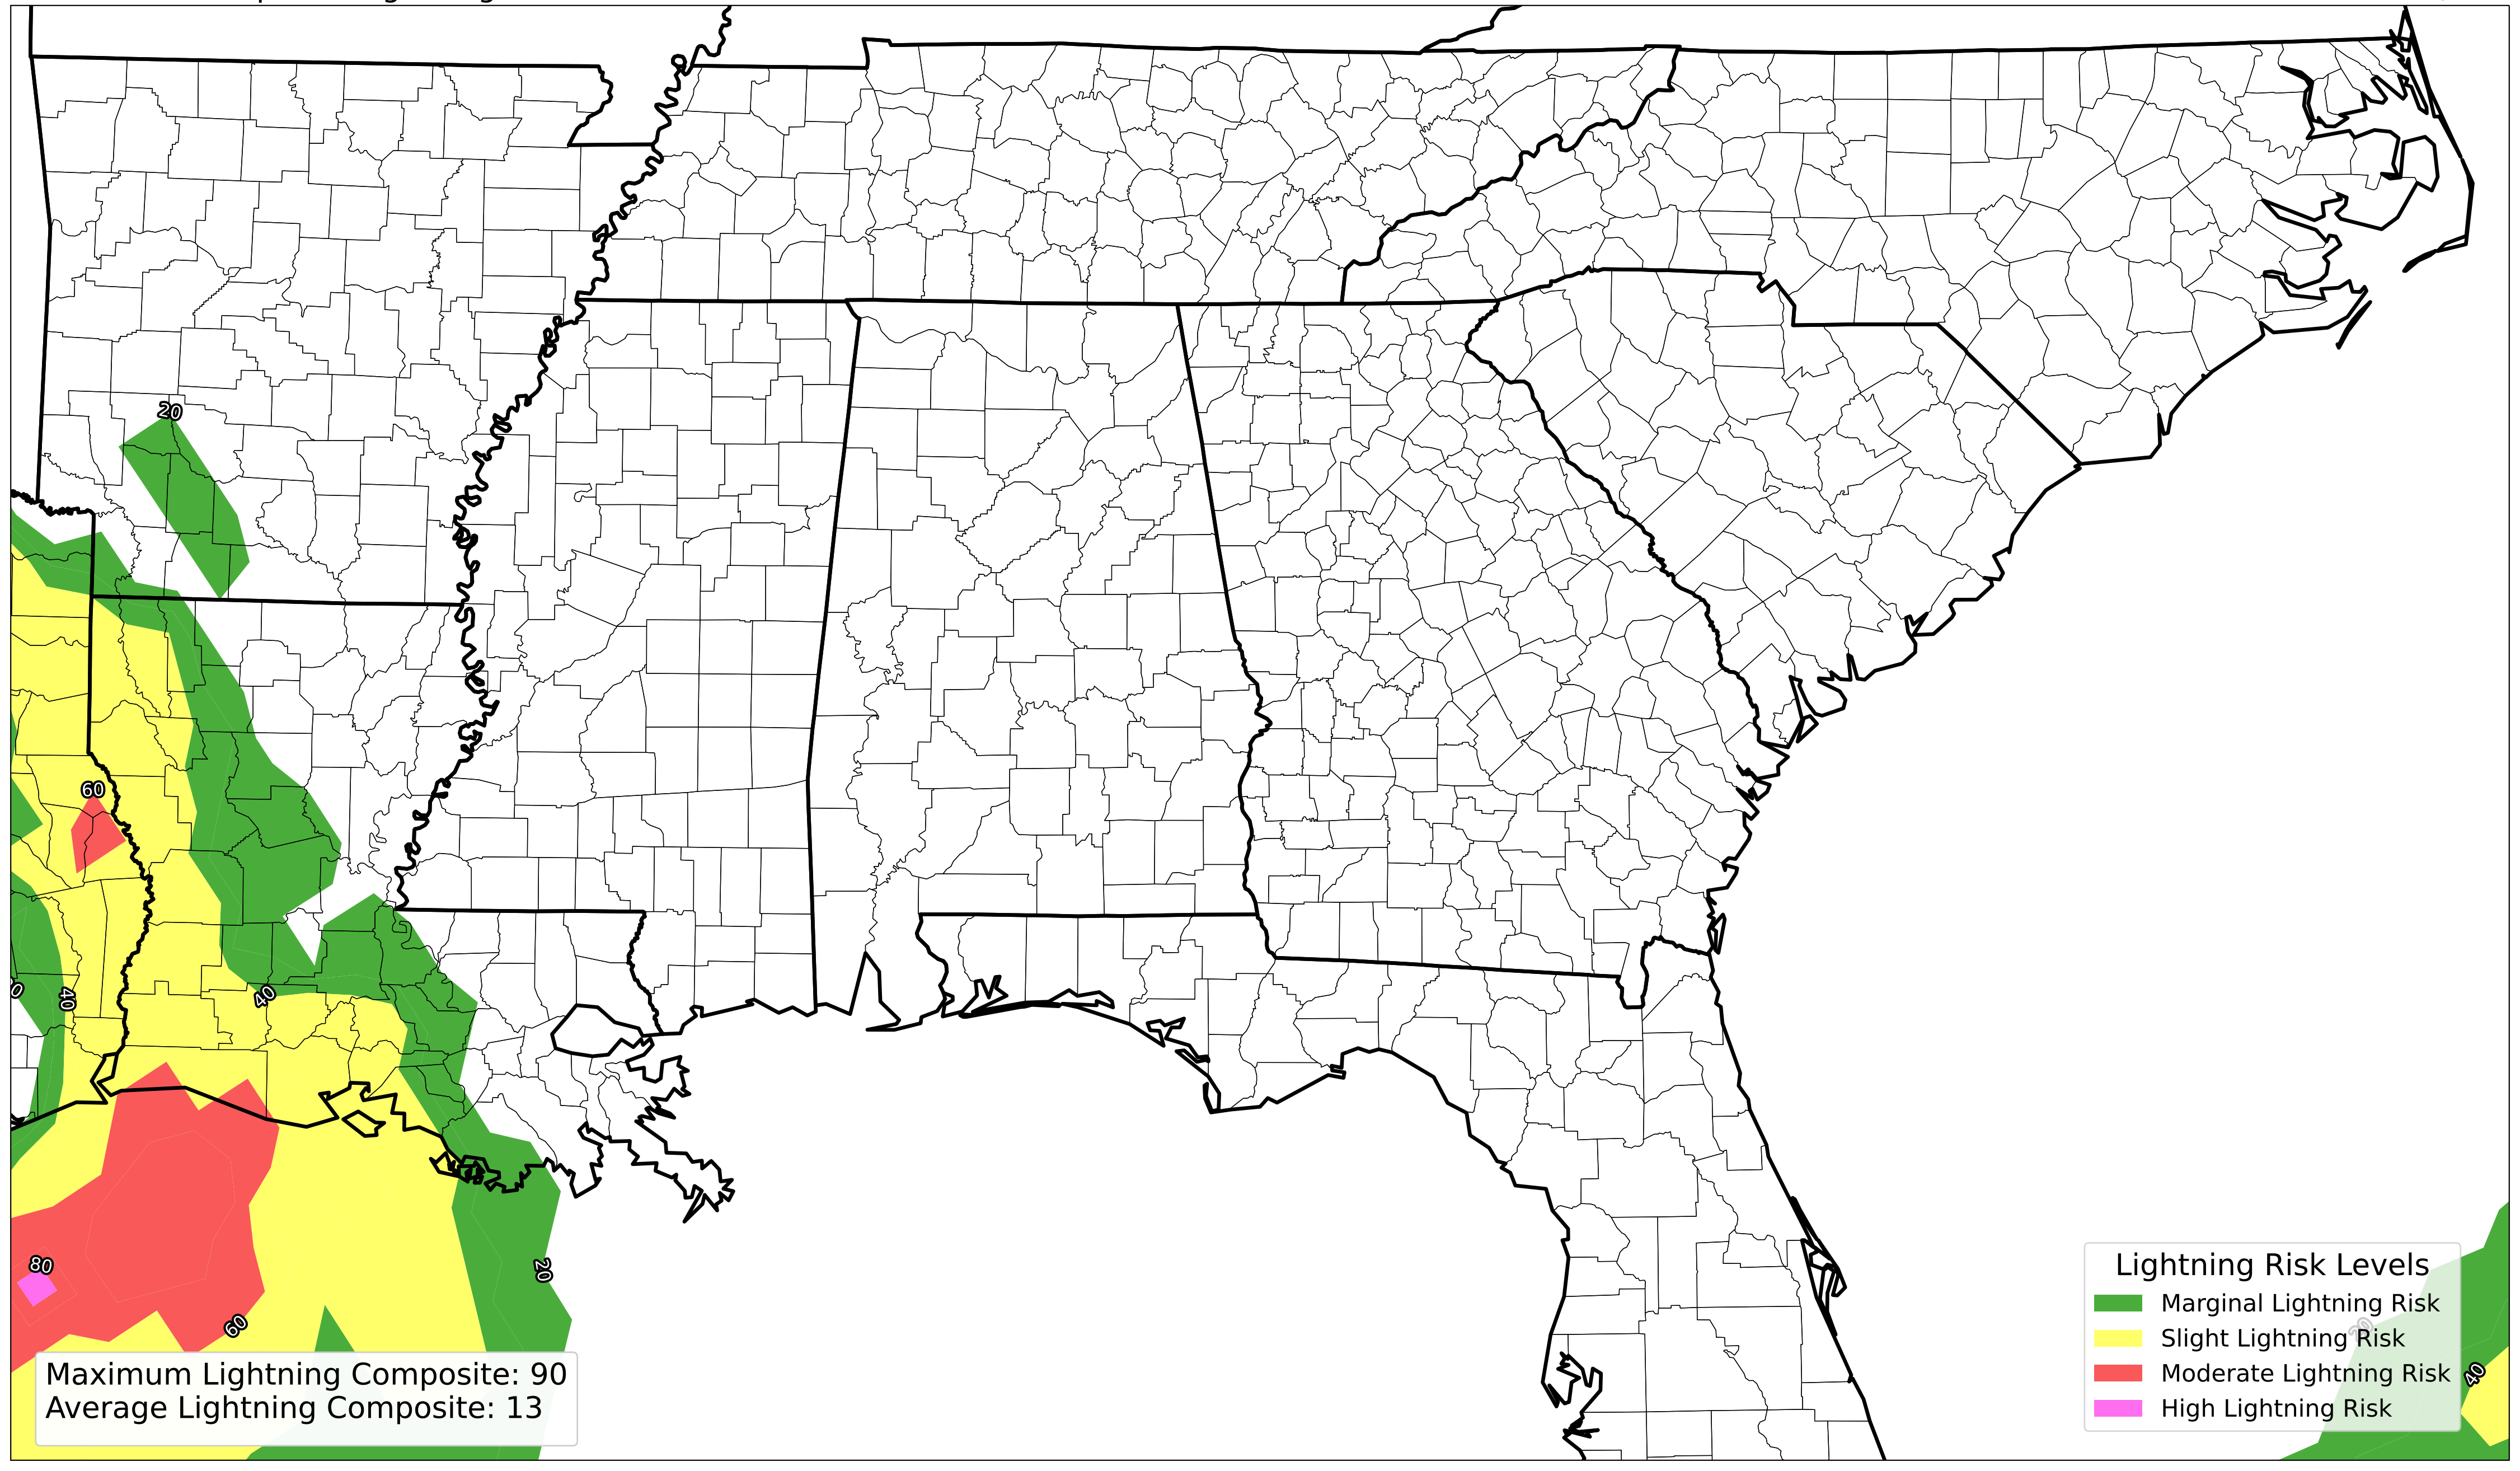 20
60
40
40
80
20
60
Maximum Lightning Composite: 90
Average Lightning Composite: 13
Lightning Risk Levels
Marginal Lightning Risk
Slight Lightning Risk
Moderate Lightning Risk
High Lightning Risk
20
40